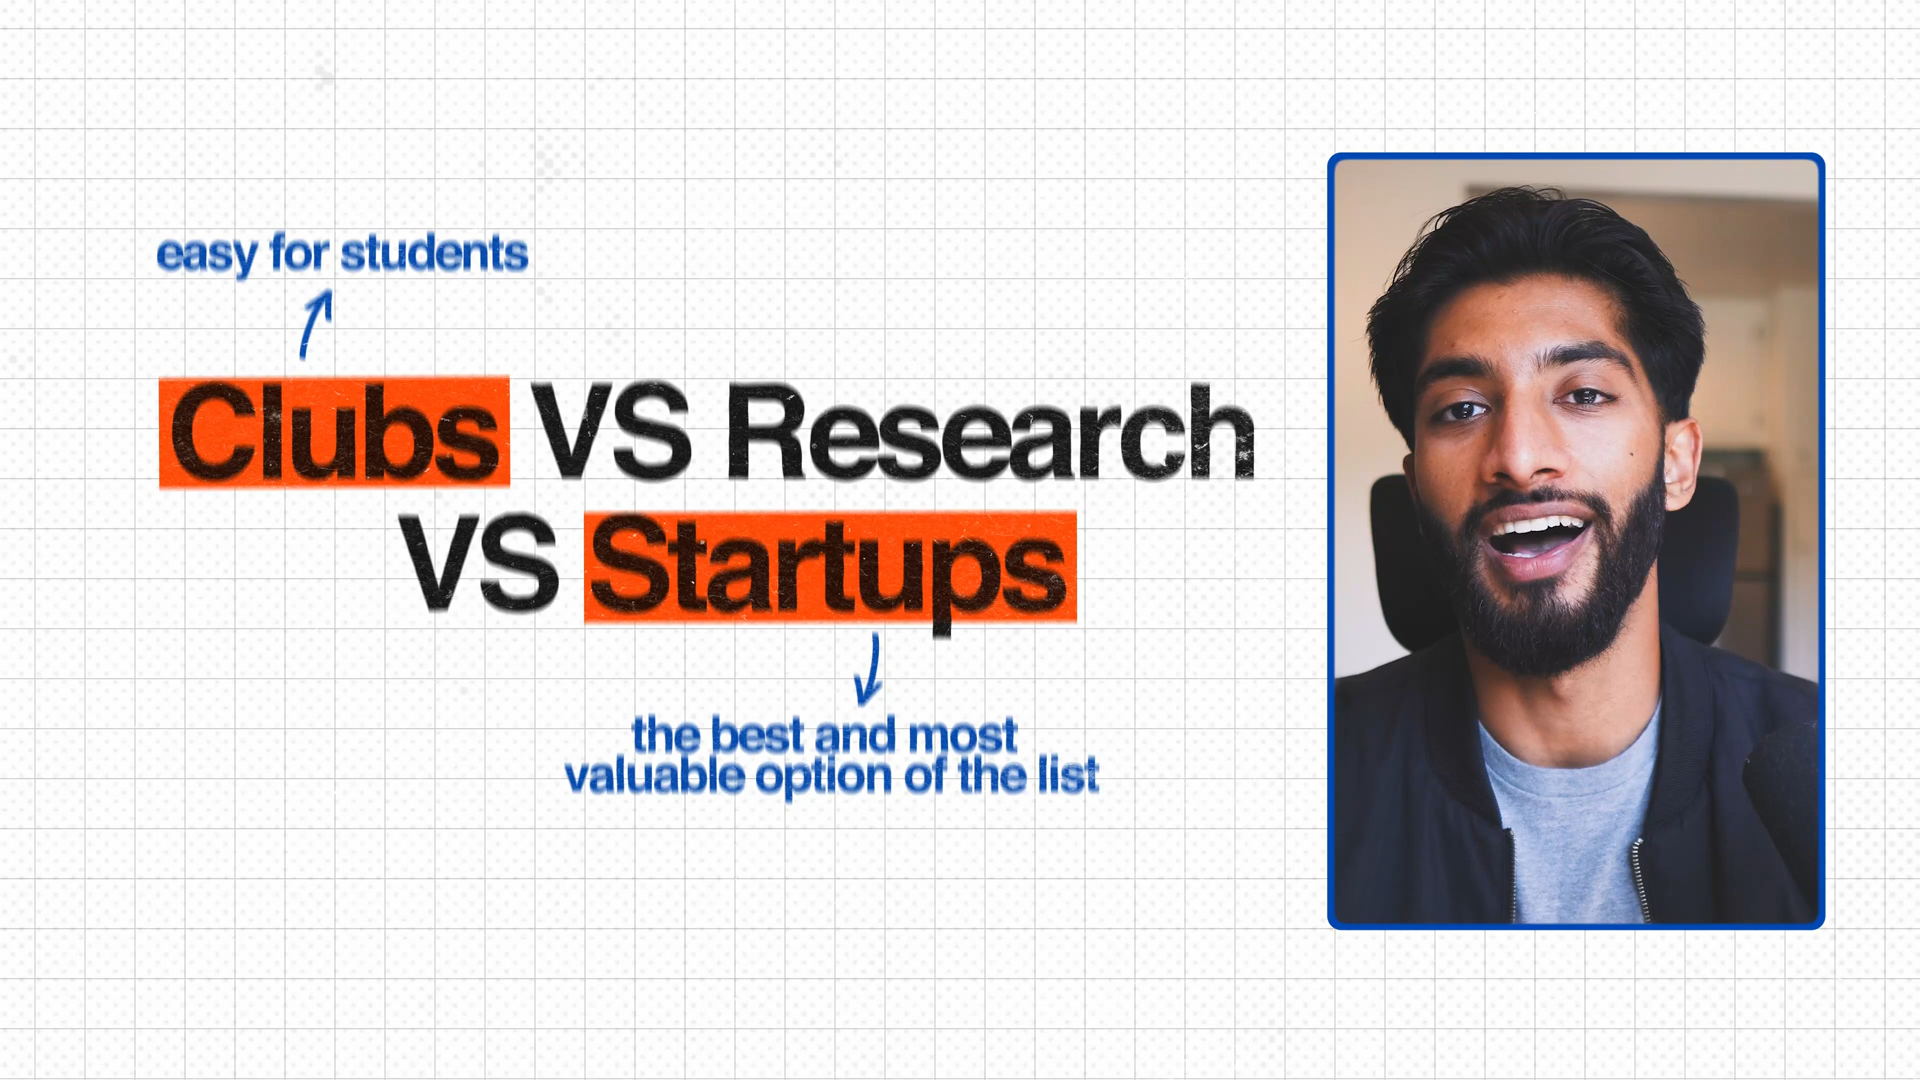 easy for students
Clubs VS Research
VS Startups
the best and most
valuable option of the list